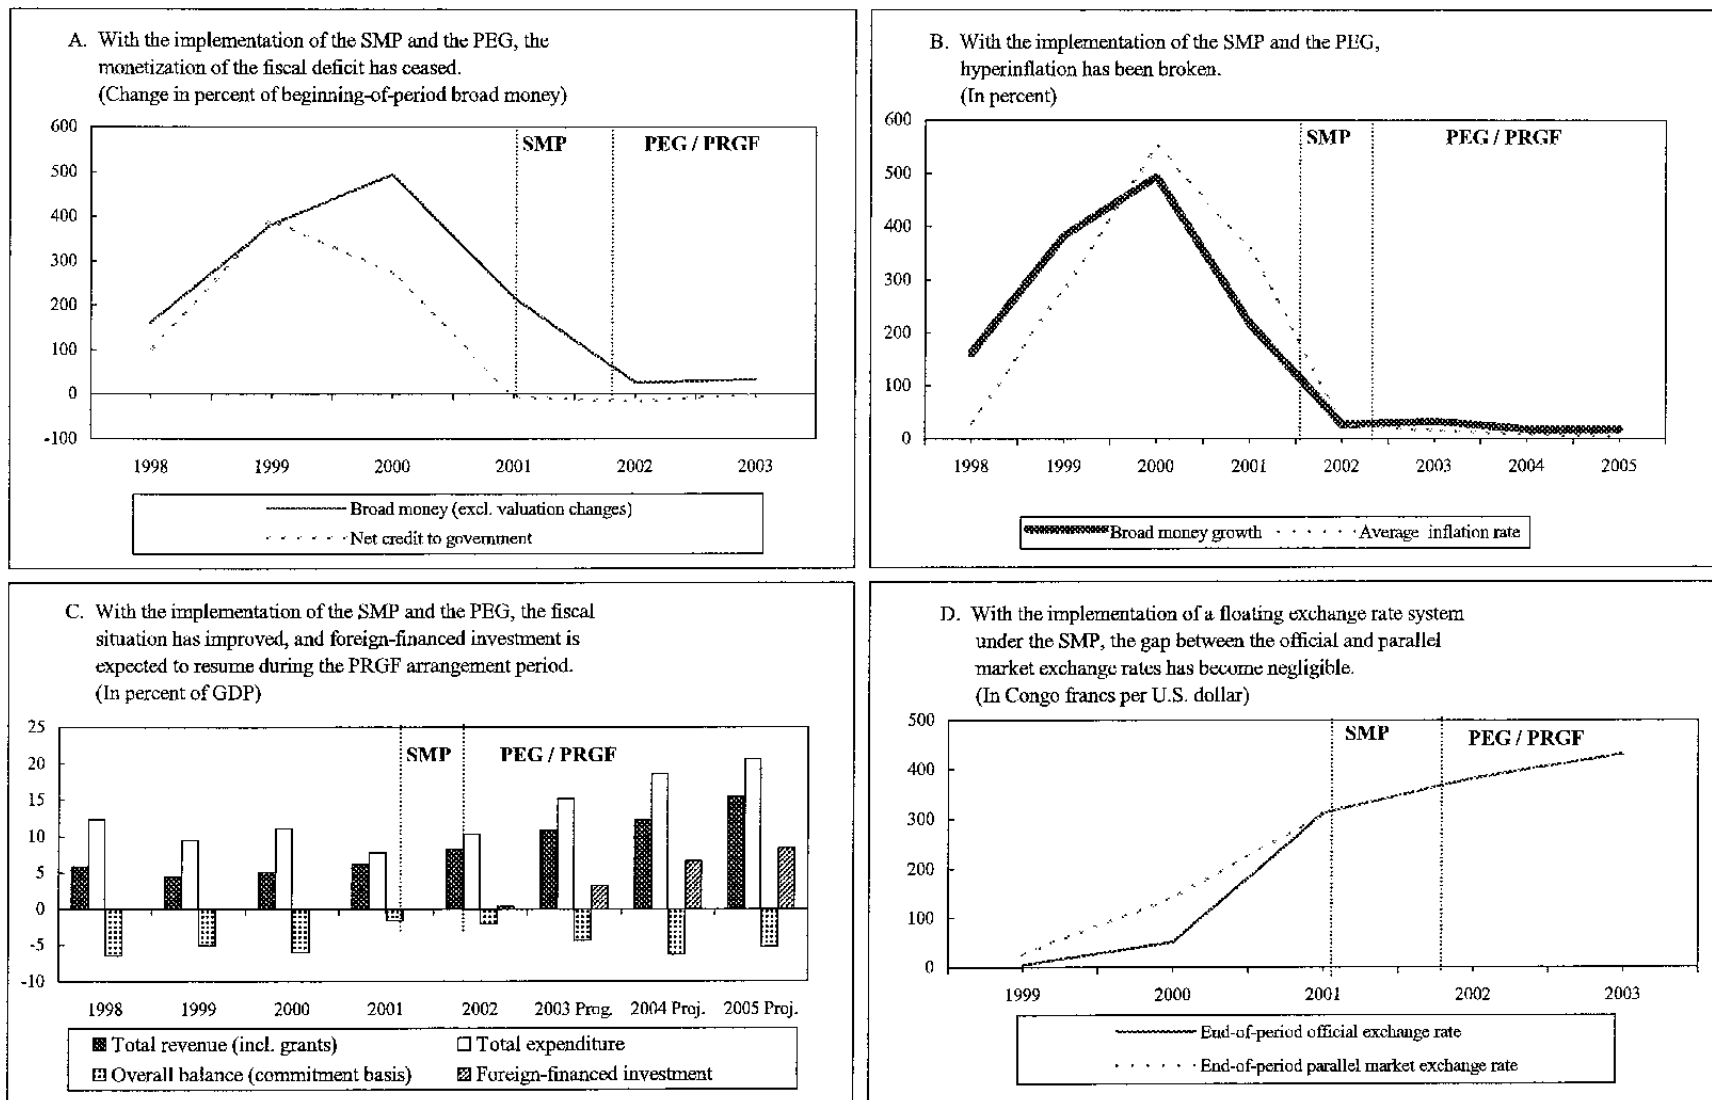 A. With the implementation of the SMP and the PEG, the
monetization of the fiscal deficit has ceased.
(Change in percent of beginning-of-period broad money)
600
500
400
300
200
100
0
-100
SMP
PEG / PRGF
1998 1999 2000 2001 2002 2003
Broad money (excl. valuation changes)
Net credit to government
B. With the implementation of the SMP and the PEG,
hyperinflation has been broken.
(In percent)
600
500
400
300
200
100
0
SMP
PEG / PRGF
1998 1999 2000 2001 2002 2003 2004 2005
Broad money growth Average inflation rate
C. With the implementation of the SMP and the PEG, the fiscal
situation has improved, and foreign-financed investment is
expected to resume during the PRGF arrangement period.
(In percent of GDP)
25
20
15
10
5
0
-5
-10
SMP
PEG / PRGF
1998 1999 2000 2001 2002 2003 Prog. 2004 Proj. 2005 Proj.
Total revenue (incl. grants) Total expenditure
Overall balance (commitment basis) Foreign-financed investment
D. With the implementation of a floating exchange rate system
under the SMP, the gap between the official and parallel
market exchange rates has become negligible.
(In Congo francs per U.S. dollar)
500
400
300
200
100
0
SMP
PEG / PRGF
1999 2000 2001 2002 2003
End-of-period official exchange rate
End-of-period parallel market exchange rate